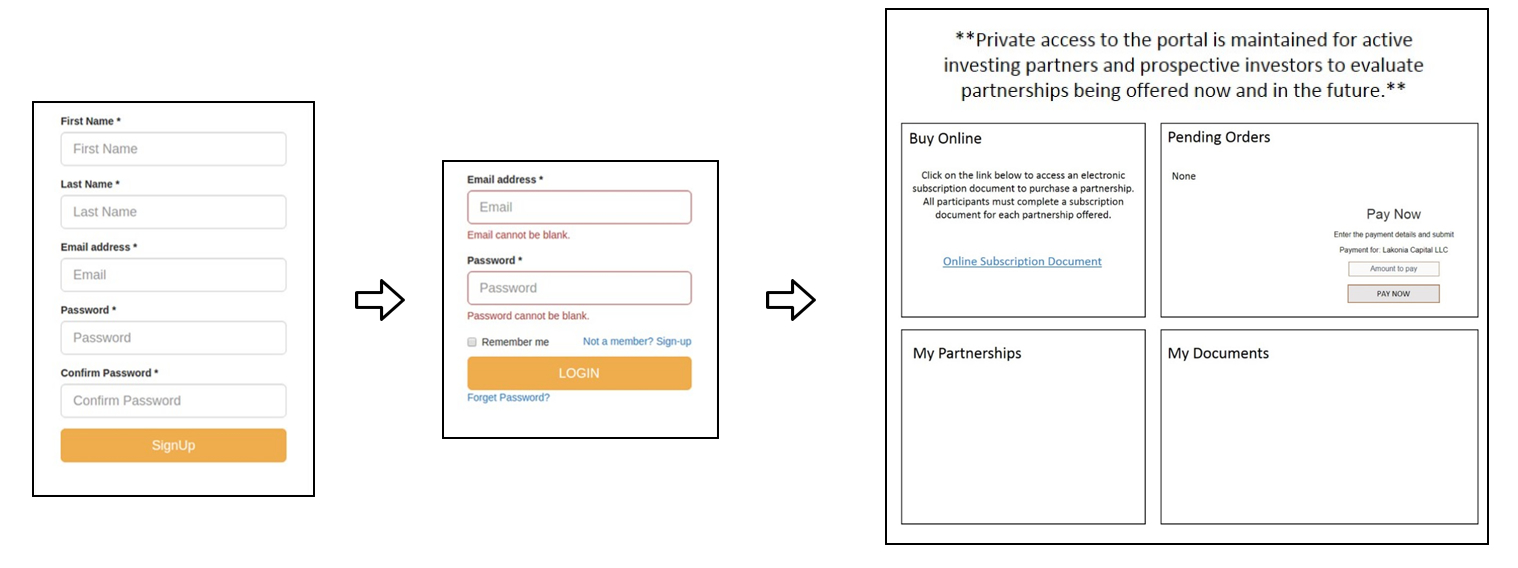 First Name *
First Name
Last Name *
Last Name
Email address *
Email
Password *
Password
Confirm Password *
Confirm Password
SignUp
Email address *
Email
Email cannot be blank.
Password *
Password
Password cannot be blank.
Remember me
Not a member? Sign-up
LOGIN
Forget Password?
**Private access to the portal is maintained for active
investing partners and prospective investors to evaluate
partnerships being offered now and in the future.**
Buy Online
Click on the link below to access an electronic
subscription document to purchase a partnership.
All participants must complete a subscription
document for each partnership offered.
Online Subscription Document
Pending Orders
None
Pay Now
Enter the payment details and submit
Payment for: Lakonia Capital LLC
Amount to pay
PAY NOW
My Partnerships
My Documents